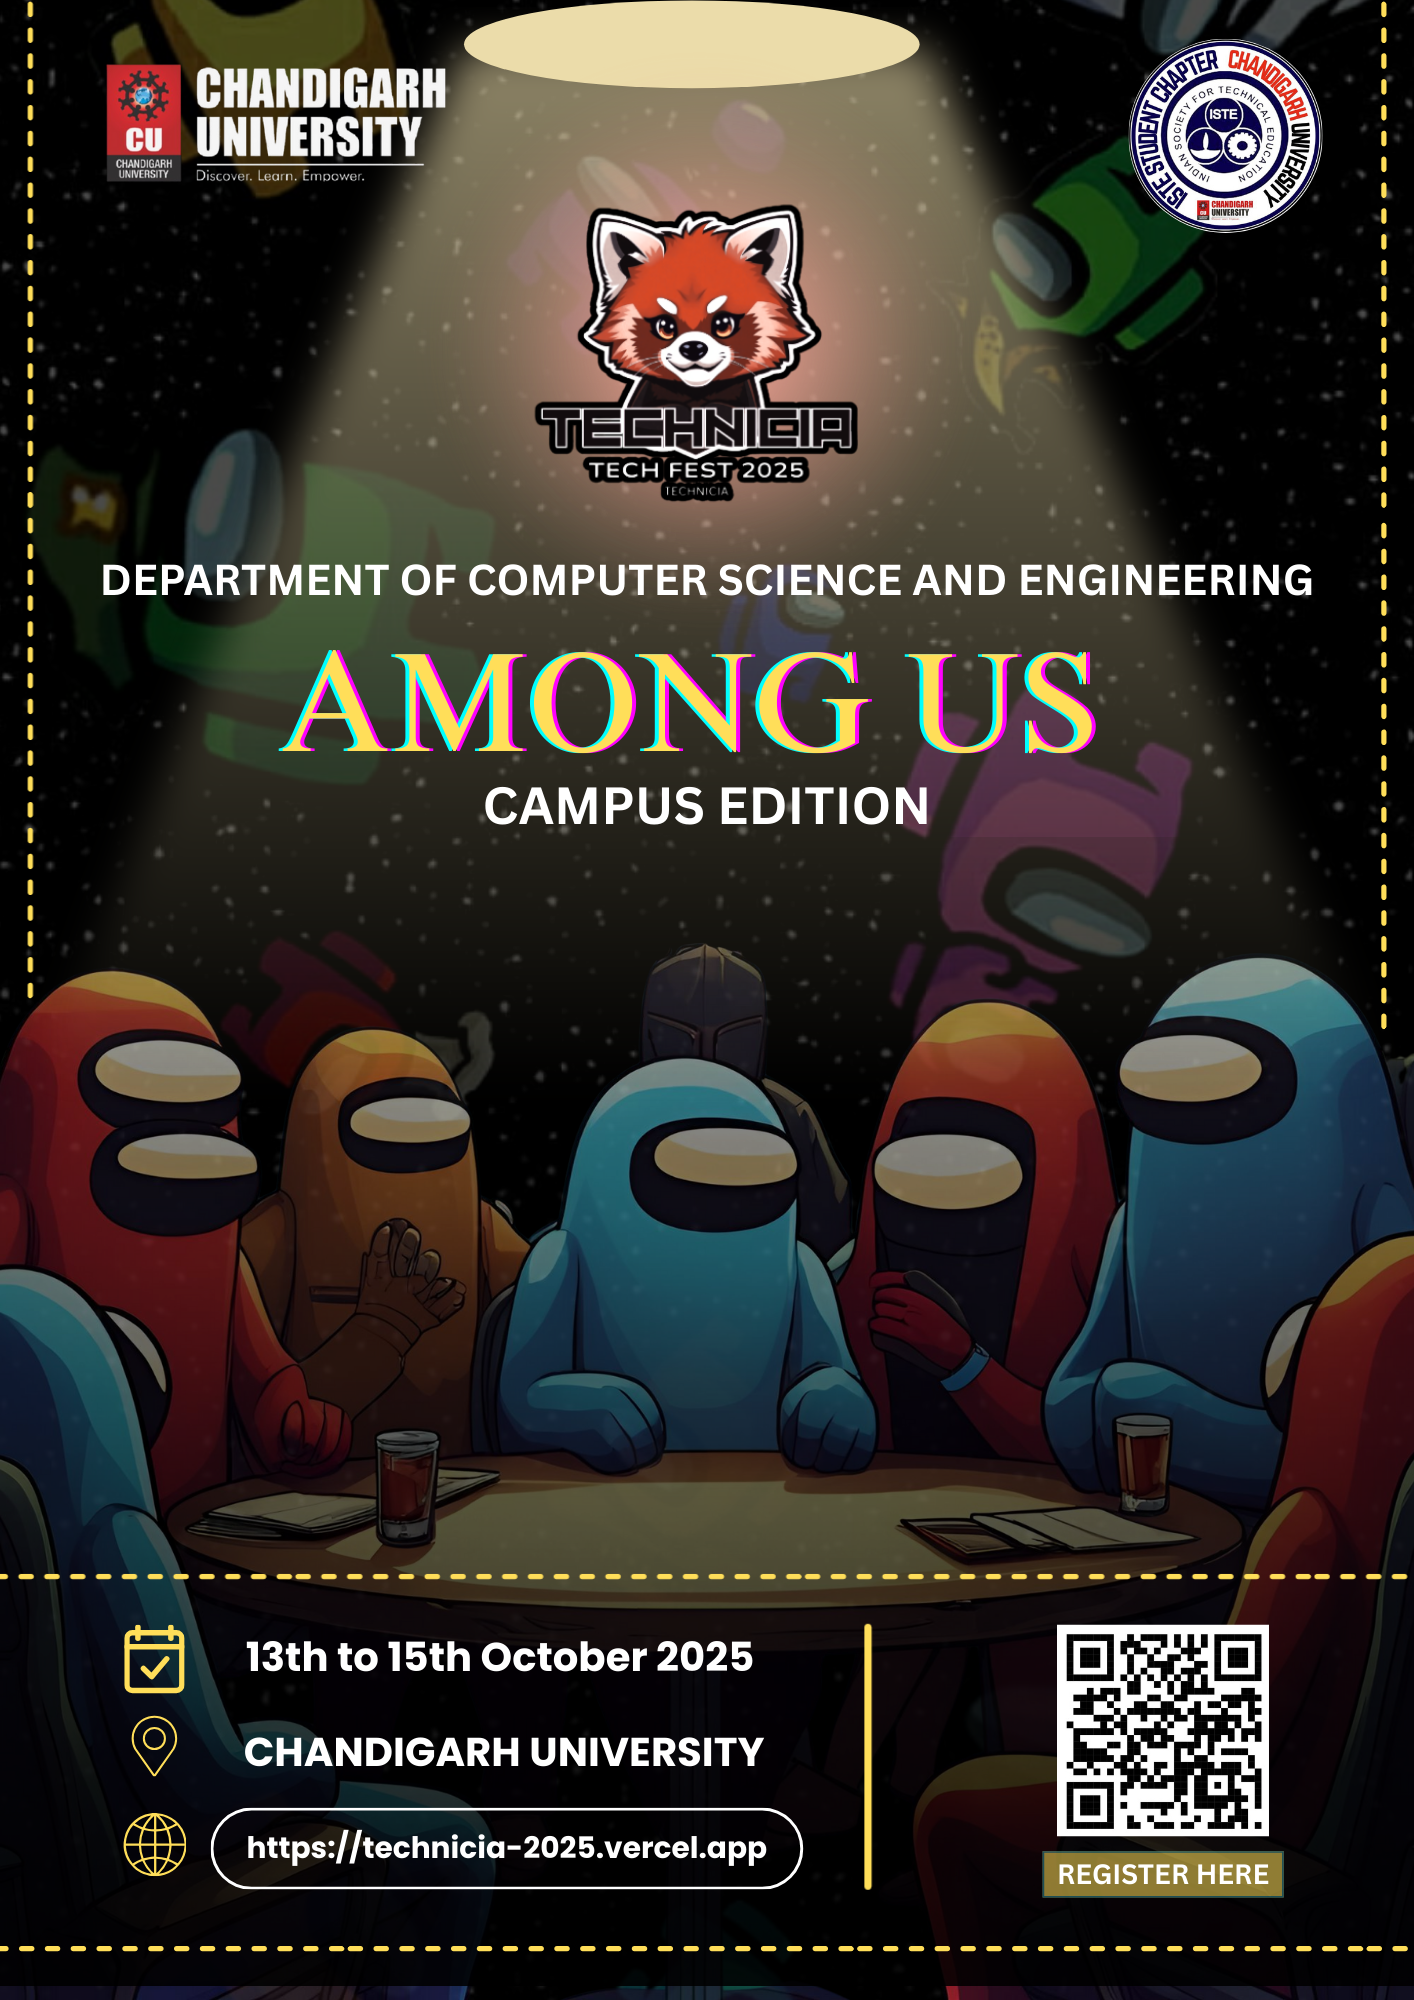 CU
CHANDIGARH
UNIVERSITY
CHANDIGARH
UNIVERSITY
Discover. Learn. Empower.
ISTE STUDENT CHAPTER CHANDIGARH UNIVERSITY
INDIAN SOCIETY FOR TECHNICAL EDUCATION
ISTE
CHANDIGARH
UNIVERSITY
TECHNICIA
TECH FEST 2025
TECHNICIA
DEPARTMENT OF COMPUTER SCIENCE AND ENGINEERING
AMONG US
CAMPUS EDITION
13th to 15th October 2025
CHANDIGARH UNIVERSITY
https://technicia-2025.vercel.app
REGISTER HERE